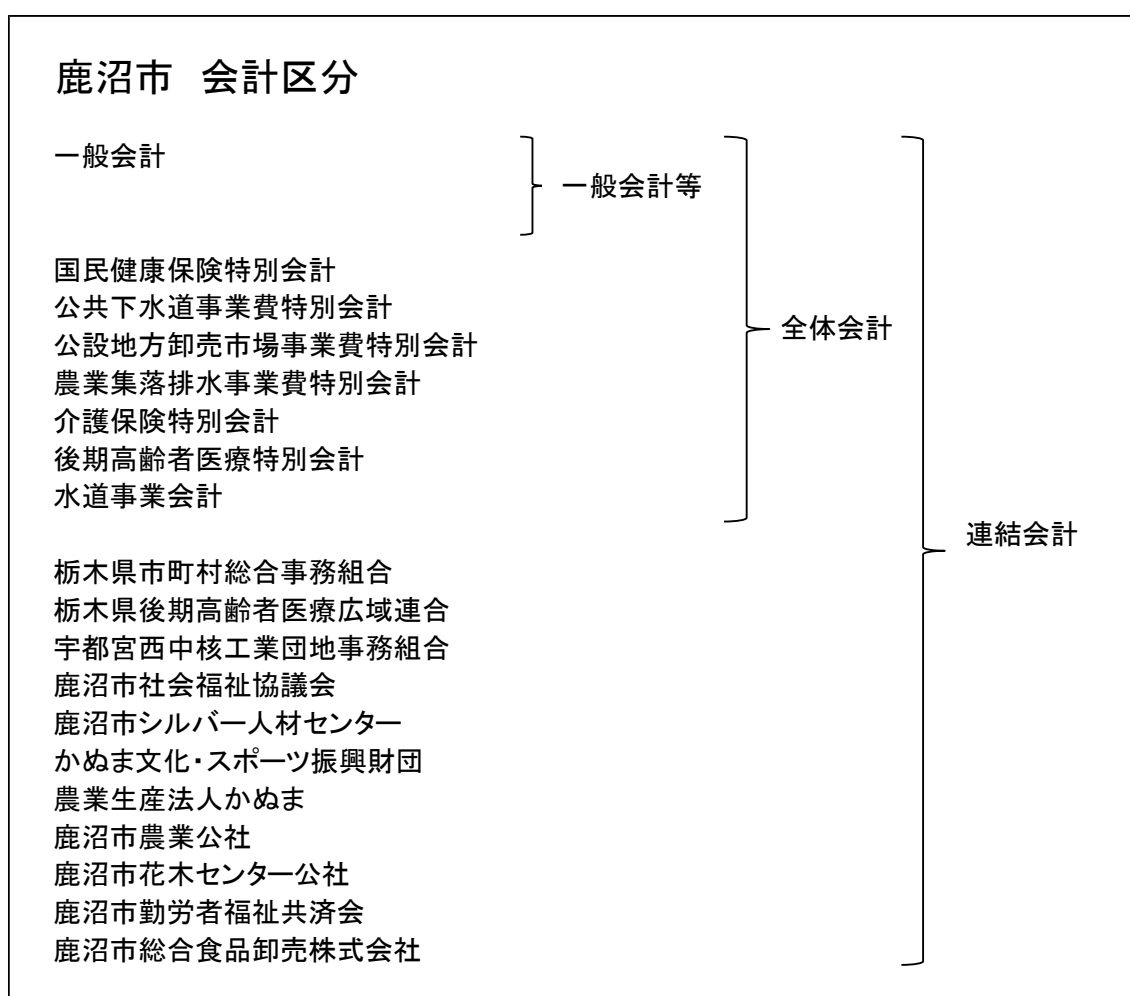 鹿沼市 会計区分
一般会計
一般会計等
国民健康保険特別会計
公共下水道事業費特別会計
全体会計
公設地方卸売市場事業費特別会計
農業集落排水事業費特別会計
介護保険特別会計
後期高齢者医療特別会計
水道事業会計
連結会計
栃木県市町村総合事務組合
栃木県後期高齢者医療広域連合
宇都宮西中核工業団地事務組合
鹿沼市社会福祉協議会
鹿沼市シルバー人材センター
かぬま文化・スポーツ振興財団
農業生産法人かぬま
鹿沼市農業公社
鹿沼市花木センター公社
鹿沼市勤労者福祉共済会
鹿沼市総合食品卸売株式会社